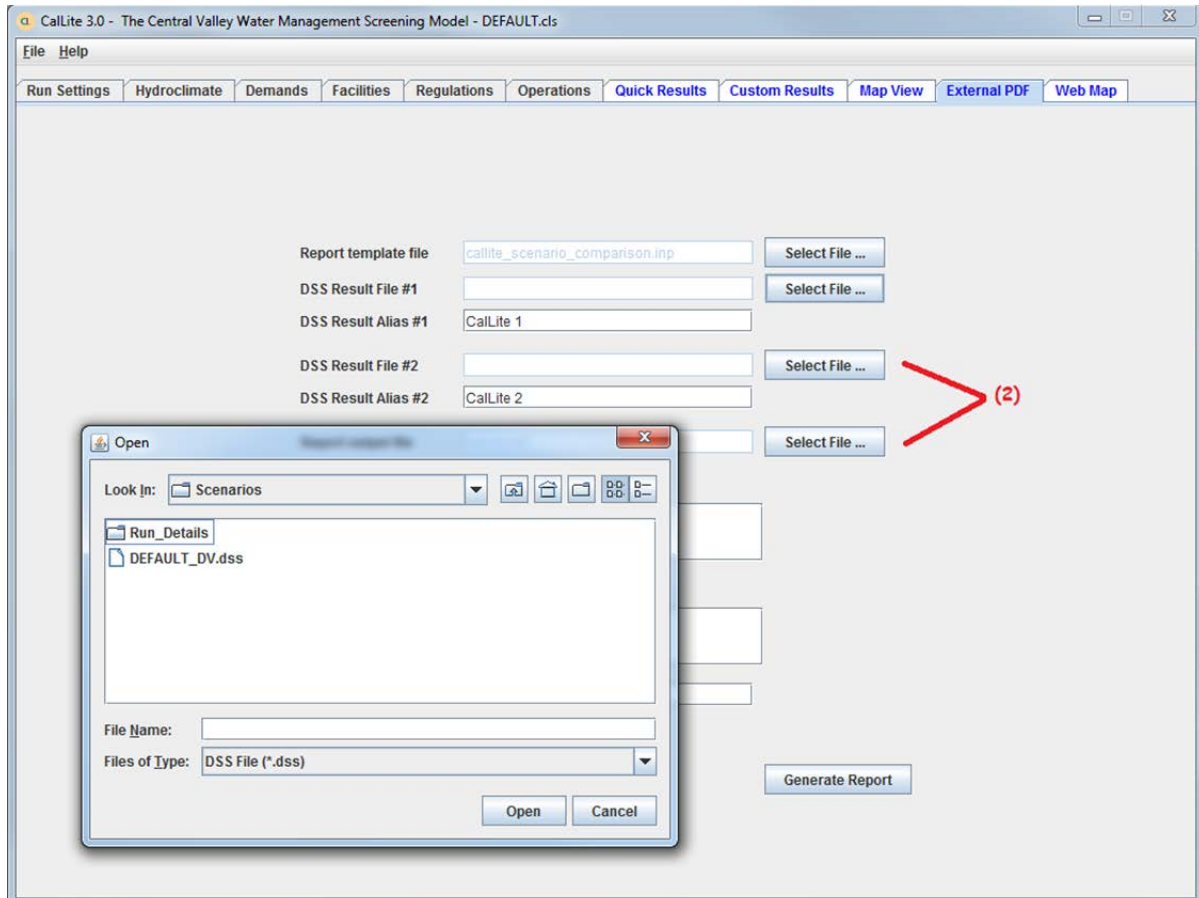 CL CalLite 3.0 - The Central Valley Water Management Screening Model - DEFAULT.cls
File Help
Run Settings Hydroclimate Demands Facilities Regulations Operations Quick Results Custom Results Map View External PDF Web Map
Report template file callite_scenario_comparison.inp Select File ...
DSS Result File #1 Select File ...
DSS Result Alias #1 CalLite 1
DSS Result File #2 Select File ...
DSS Result Alias #2 CalLite 2
(2)
Select File ...
Open
Look In: Scenarios
Run_Details
DEFAULT_DV.dss
File Name:
Files of Type: DSS File (*.dss)
Open Cancel
Generate Report